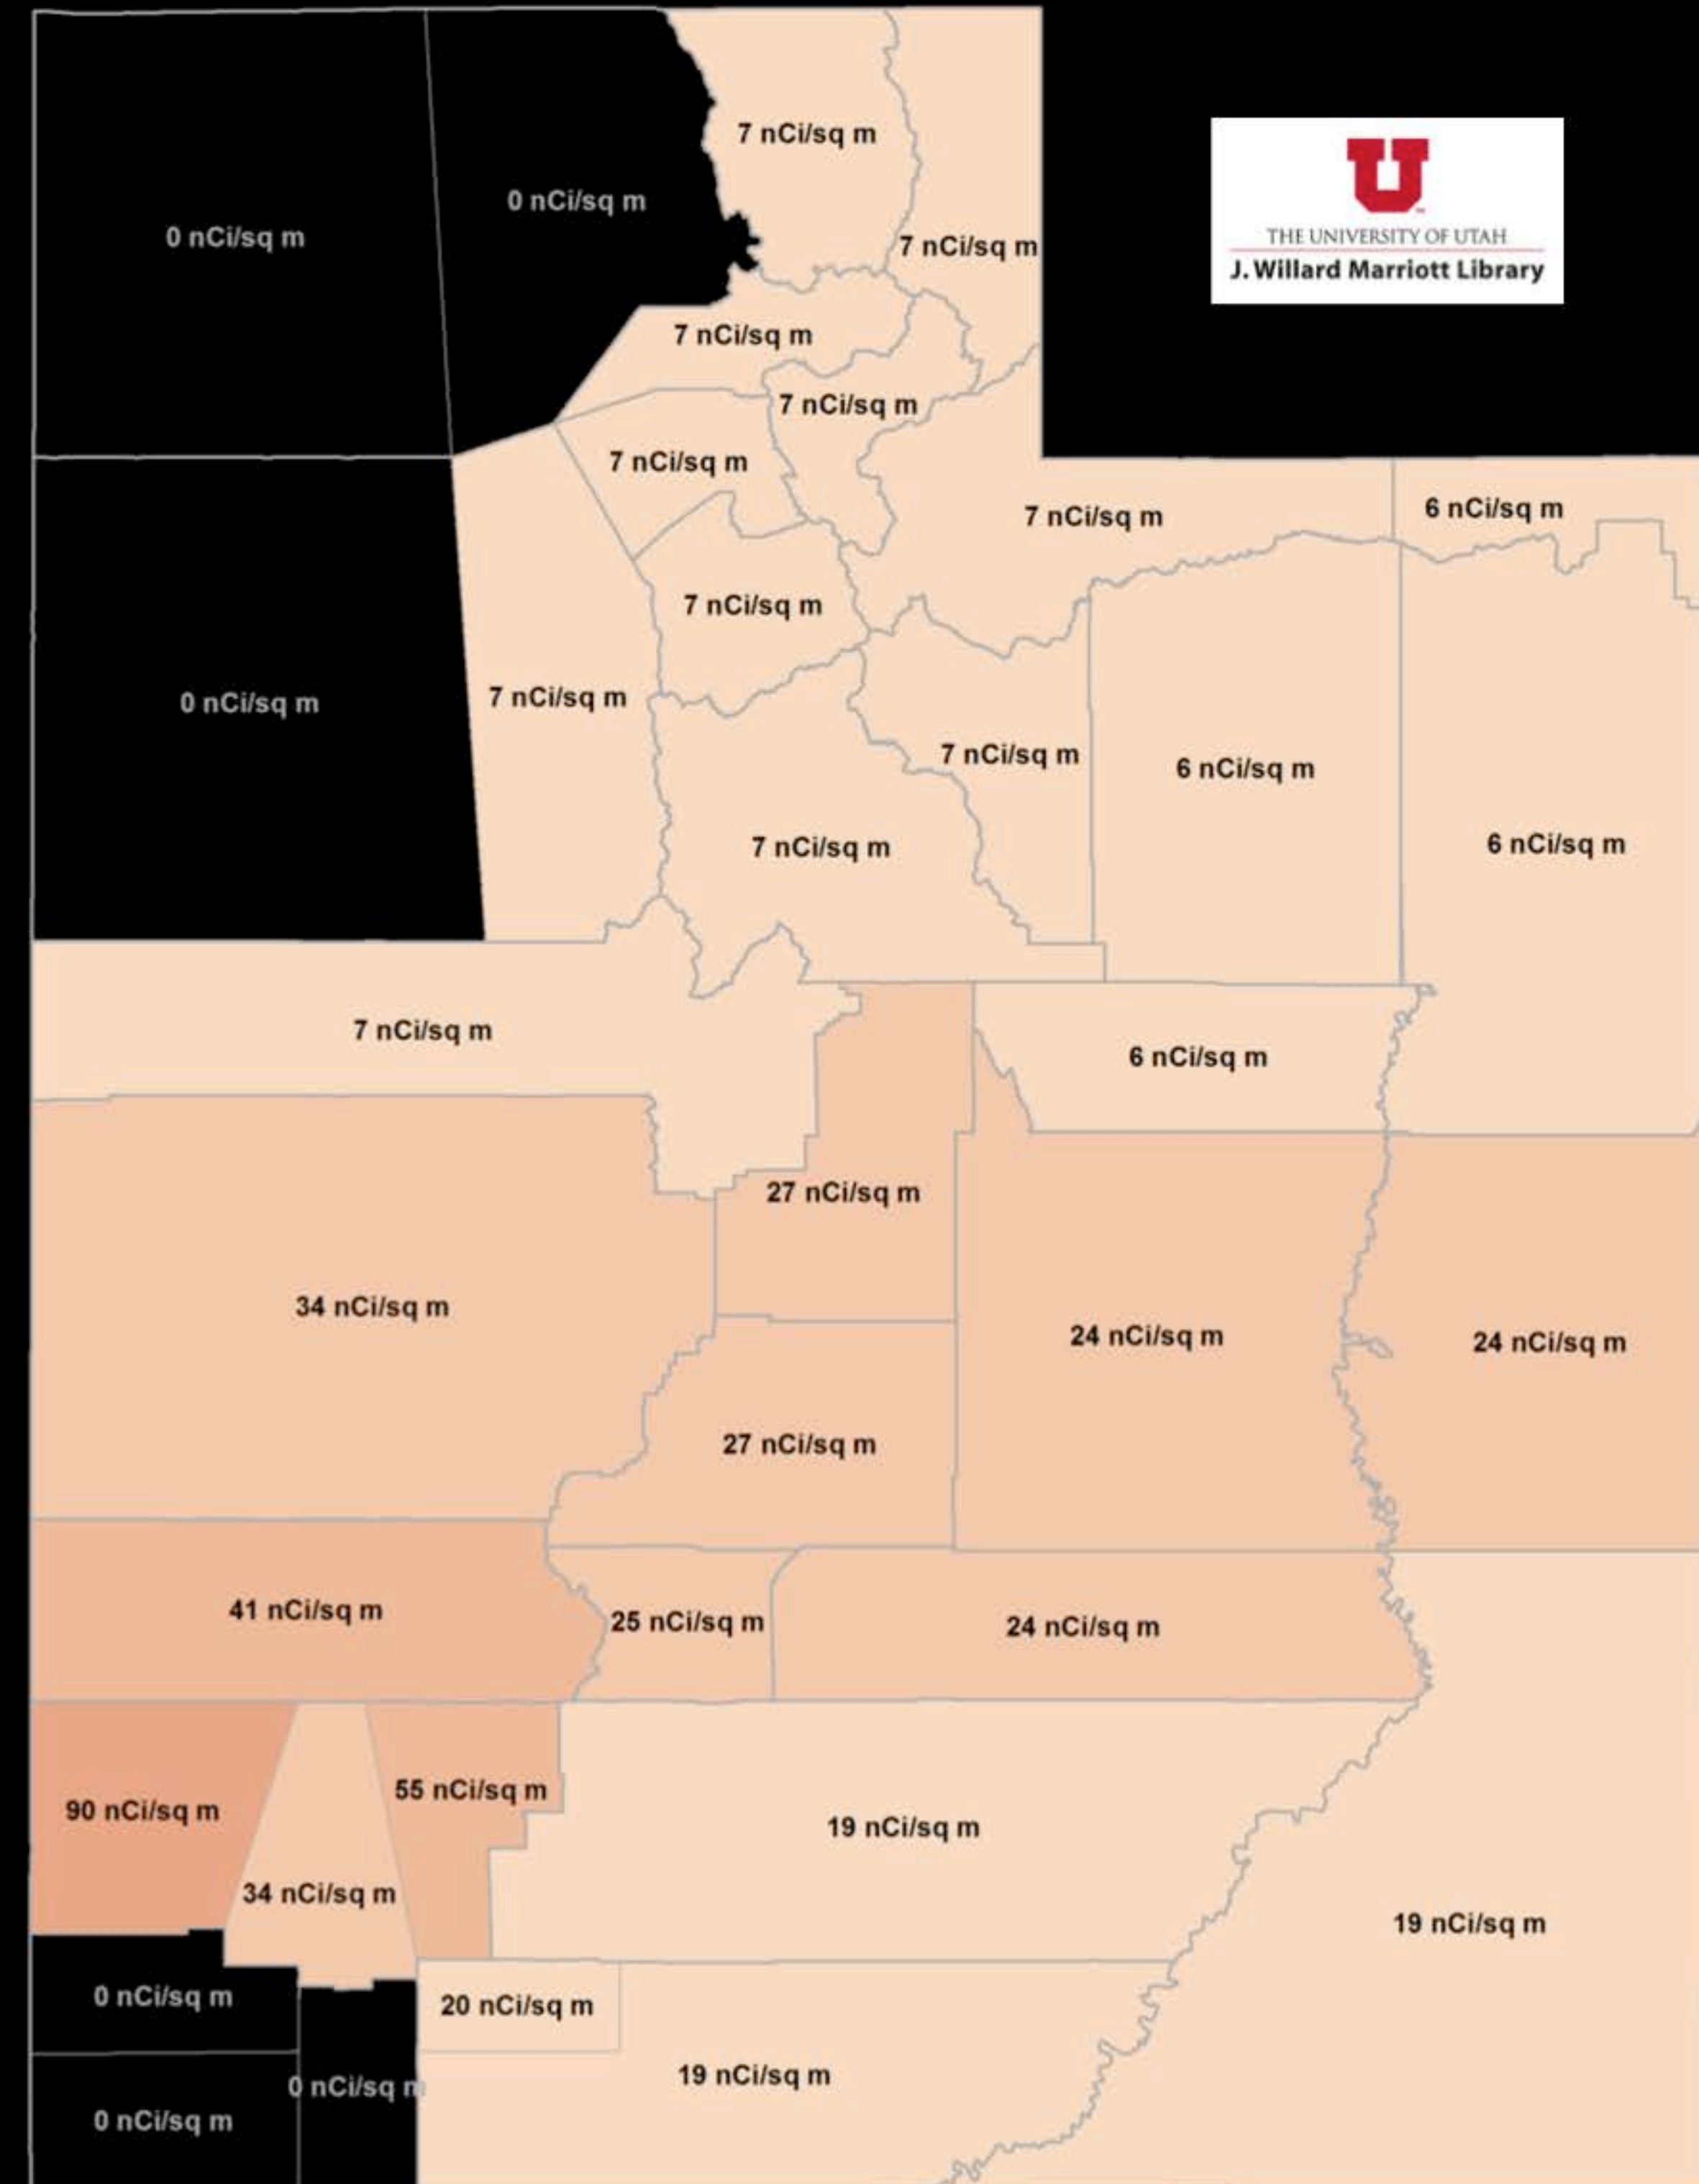 7 nCi/sq m
0 nCi/sq m
0 nCi/sq m
7 nCi/sq m
THE UNIVERSITY OF UTAH
J. Willard Marriott Library
7 nCi/sq m
7 nCi/sq m
7 nCi/sq m
6 nCi/sq m
7 nCi/sq m
7 nCi/sq m
0 nCi/sq m
7 nCi/sq m
7 nCi/sq m
6 nCi/sq m
7 nCi/sq m
6 nCi/sq m
7 nCi/sq m
6 nCi/sq m
27 nCi/sq m
34 nCi/sq m
24 nCi/sq m
24 nCi/sq m
27 nCi/sq m
41 nCi/sq m
25 nCi/sq m
24 nCi/sq m
55 nCi/sq m
90 nCi/sq m
19 nCi/sq m
34 nCi/sq m
19 nCi/sq m
0 nCi/sq m
20 nCi/sq m
19 nCi/sq m
0 nCi/sq m
0 nCi/sq m